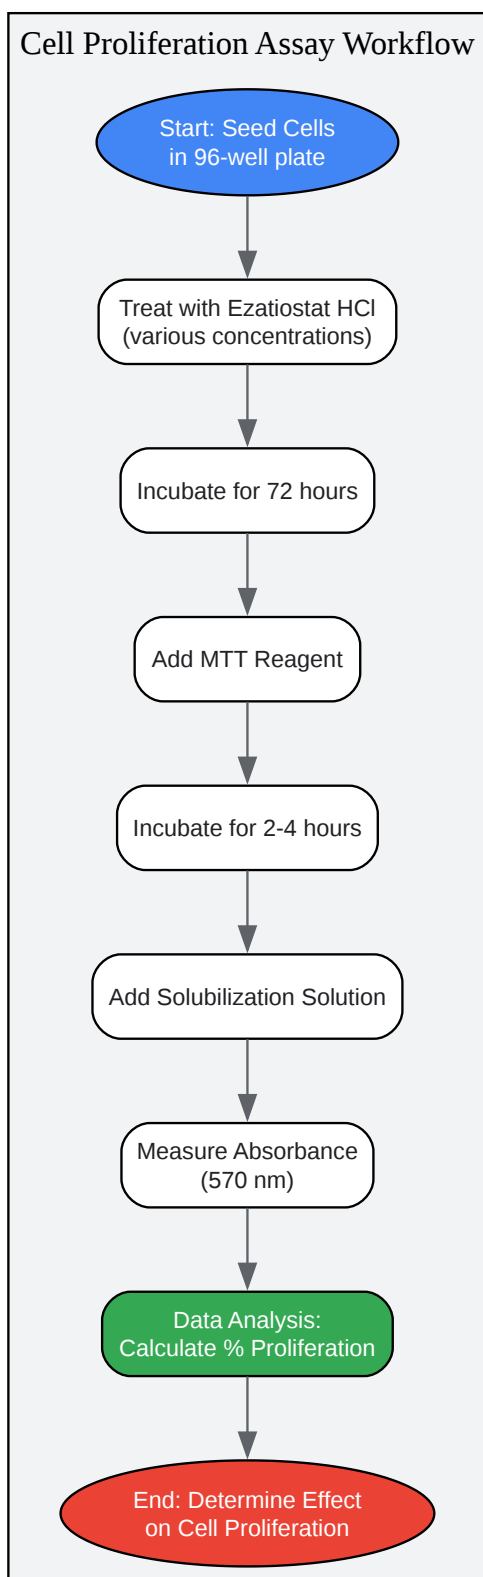 Cell Proliferation Assay Workflow
Start: Seed Cells
in 96-well plate
Treat with Ezatiostat HCl
(various concentrations)
Incubate for 72 hours
Add MTT Reagent
Incubate for 2-4 hours
Add Solubilization Solution
Measure Absorbance
(570 nm)
Data Analysis:
Calculate % Proliferation
End: Determine Effect
on Cell Proliferation